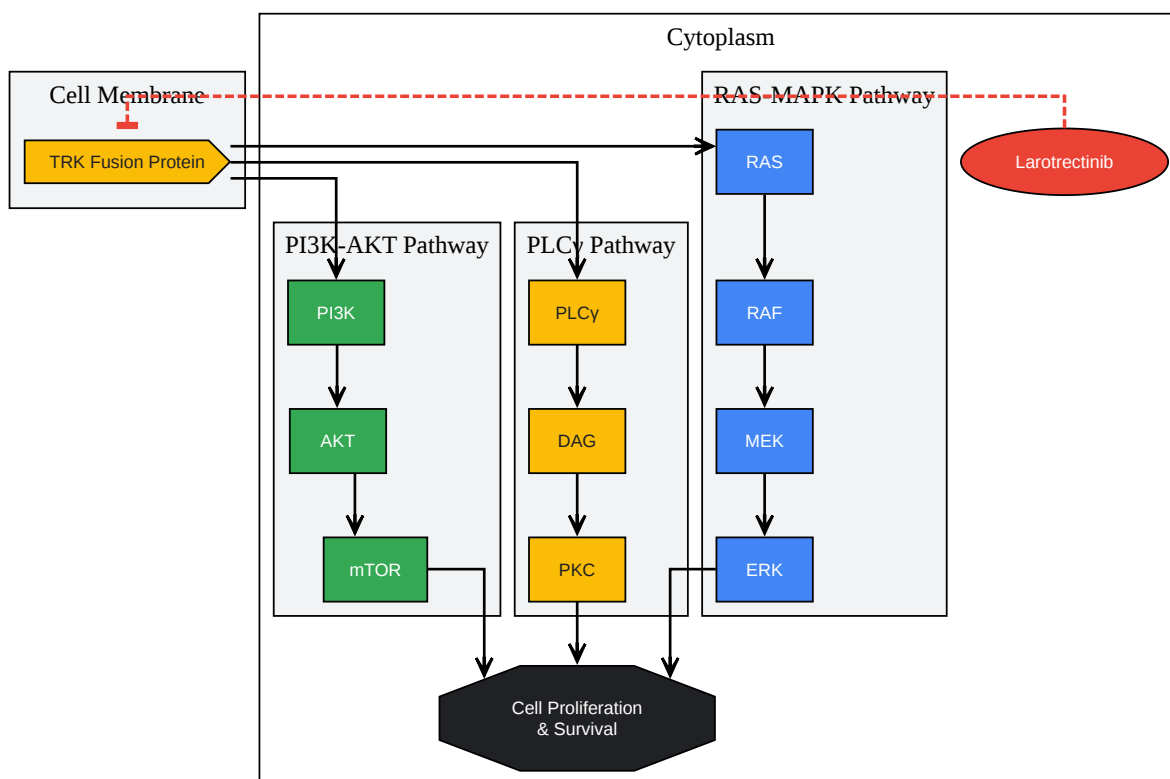 Cytoplasm
Cell Membrane
RAS-MAPK Pathway
TRK Fusion Protein
RAS
Larotrectinib
PI3K-AKT Pathway
PLCγ Pathway
PI3K
PLCγ
RAF
AKT
DAG
MEK
mTOR
PKC
ERK
Cell Proliferation
& Survival